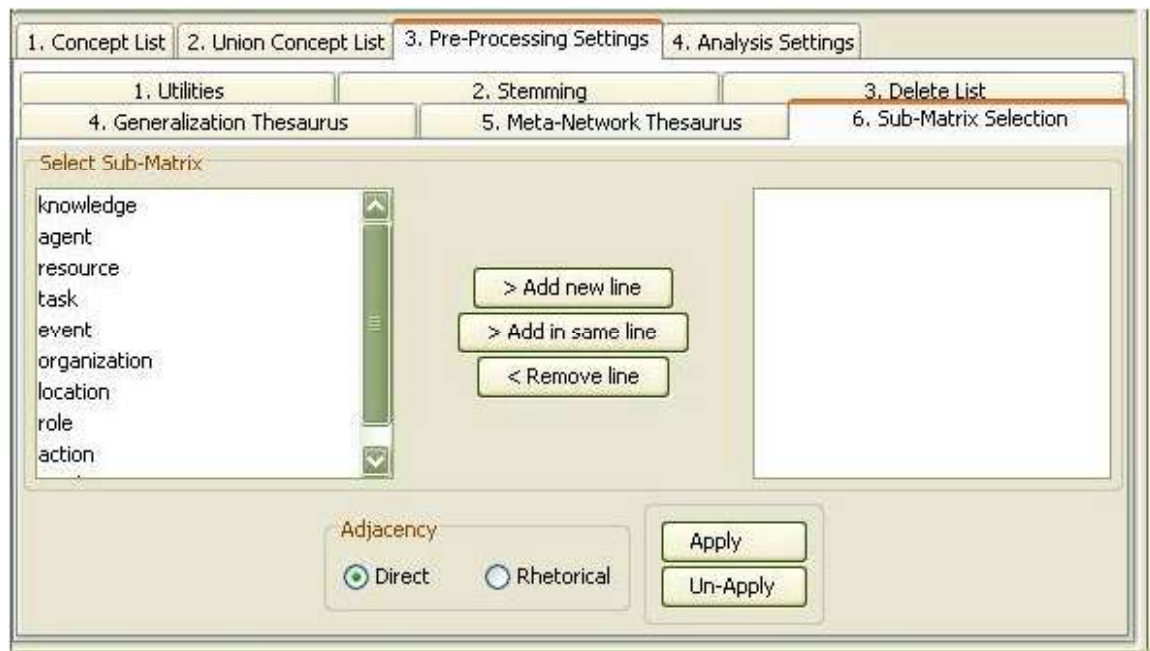 1. Concept List 2. Union Concept List 3. Pre-Processing Settings 4. Analysis Settings
1. Utilities 2. Stemming 3. Delete List
4. Generalization Thesaurus 5. Meta-Network Thesaurus 6. Sub-Matrix Selection
Select Sub-Matrix
knowledge
agent
resource
task
event
organization
location
role
action
> Add new line
> Add in same line
< Remove line
Adjacency
Direct Rhetorical
Apply
Un-Apply